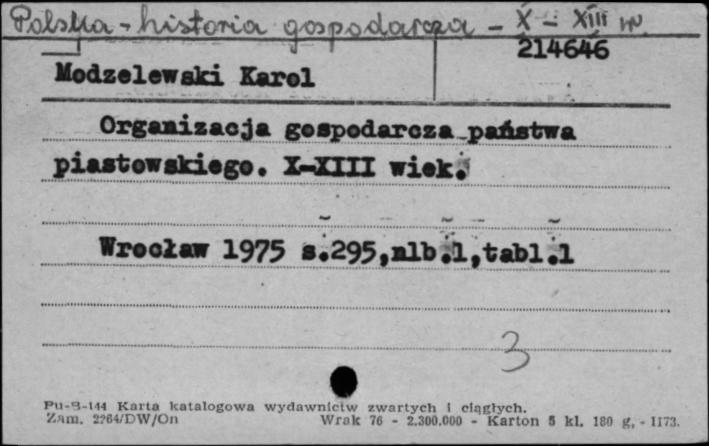 Polska - historia gospodarcza - X - XIII w.
214646
Modzelewski Karol
Organizacja gospodarcza państwa
piastowskiego. X-XIII wiek.
Wrocław 1975 s.295,nlb.1,tabl.1
3
Pu-B-144 Karta katalogowa wydawnictw zwartych i ciągłych.
Zam. 2264/DW/On Wrak 76 - 2.300.000 - Karton 5 kl. 180 g, - 1173.